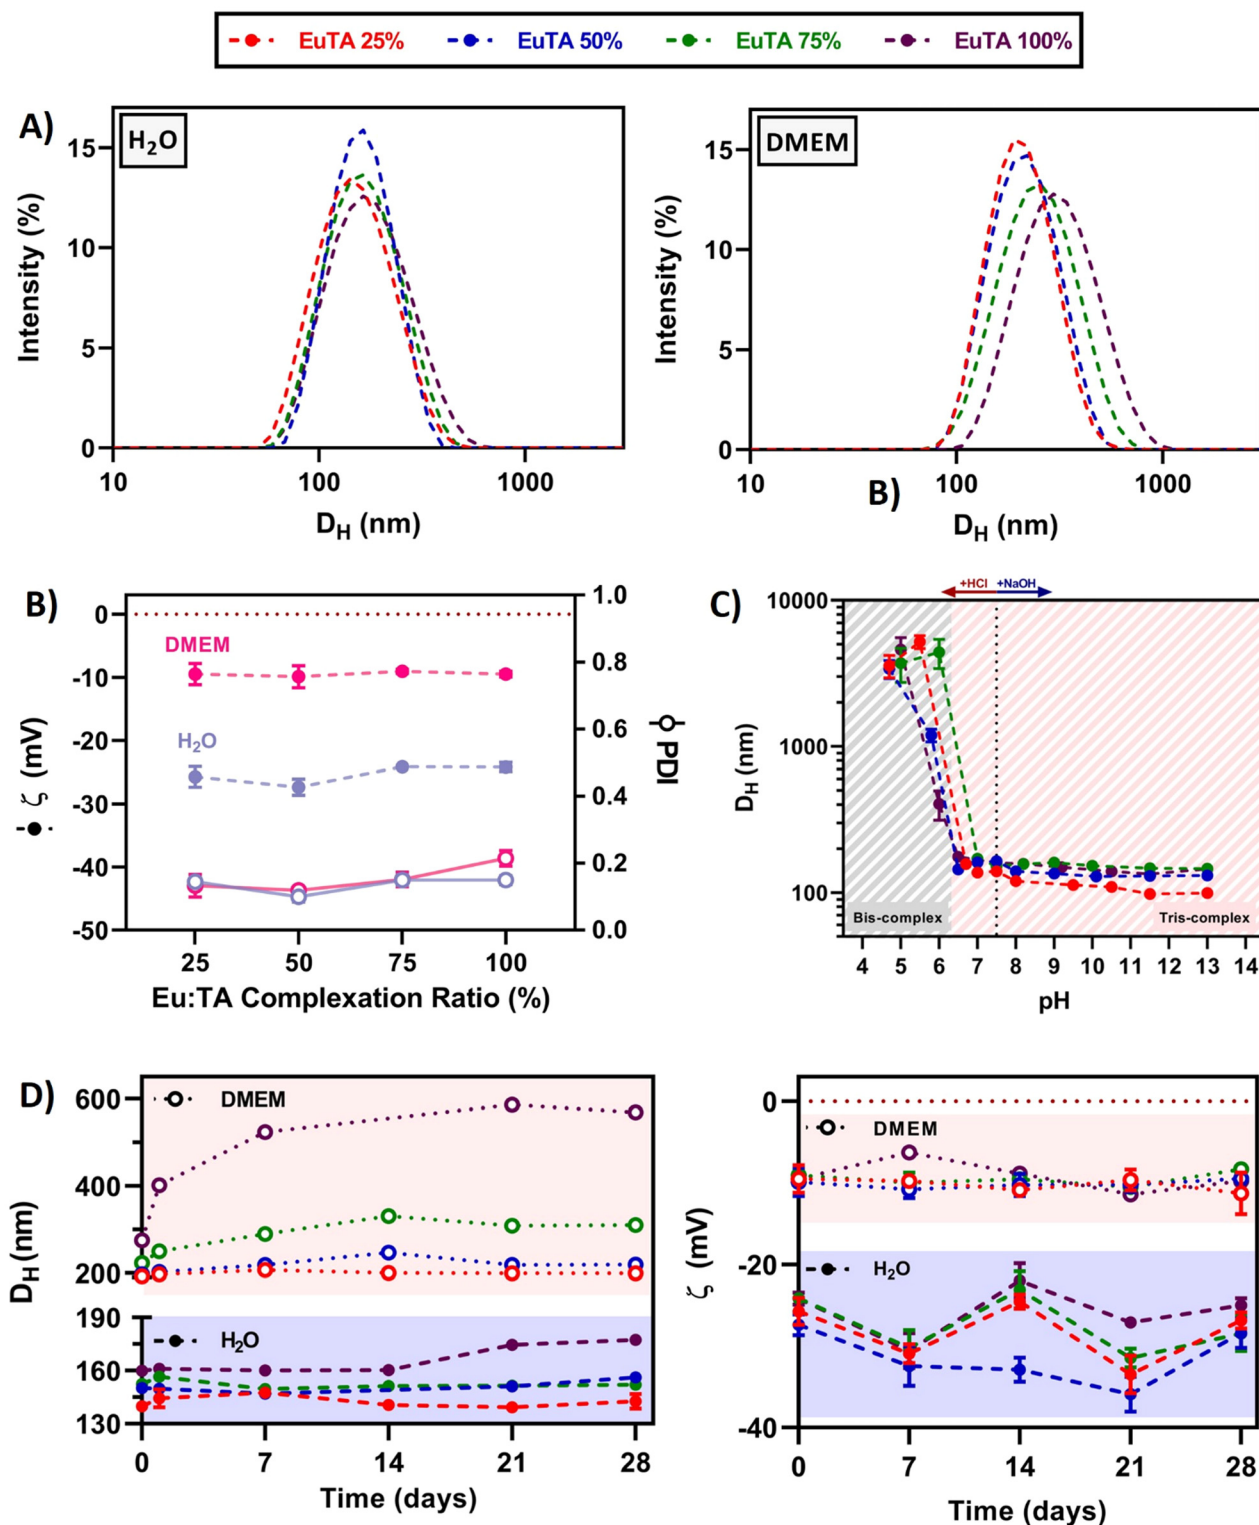 EuTA 25% EuTA 50% EuTA 75% EuTA 100%
A)
H₂O
Intensity (%)
15
10
5
0
10 100 1000
D_H (nm)
DMEM
Intensity (%)
15
10
5
0
10 100 1000
B)
D_H (nm)
B)
ζ (mV)
0
-10
-20
-30
-40
-50
DMEM
H₂O
1.0
0.8
0.6
0.4
0.2
0.0
PDI
25 50 75 100
Eu:TA Complexation Ratio (%)
C)
+HCl +NaOH
D_H (nm)
10000
1000
100
Bis-complex Tris-complex
4 5 6 7 8 9 10 11 12 13 14
pH
D)
D_H (nm)
600
400
200
190
160
130
DMEM
H₂O
0 7 14 21 28
Time (days)
ζ (mV)
0
-20
-40
DMEM
H₂O
0 7 14 21 28
Time (days)